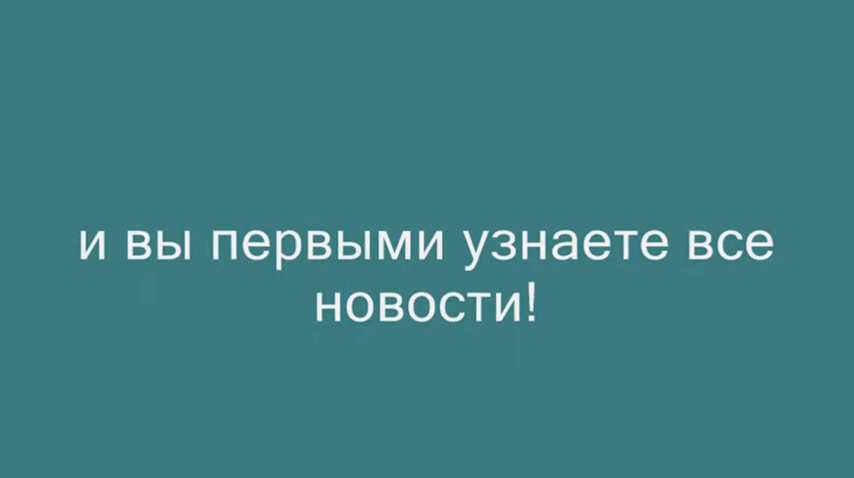 и вы первыми узнаете все
новости!